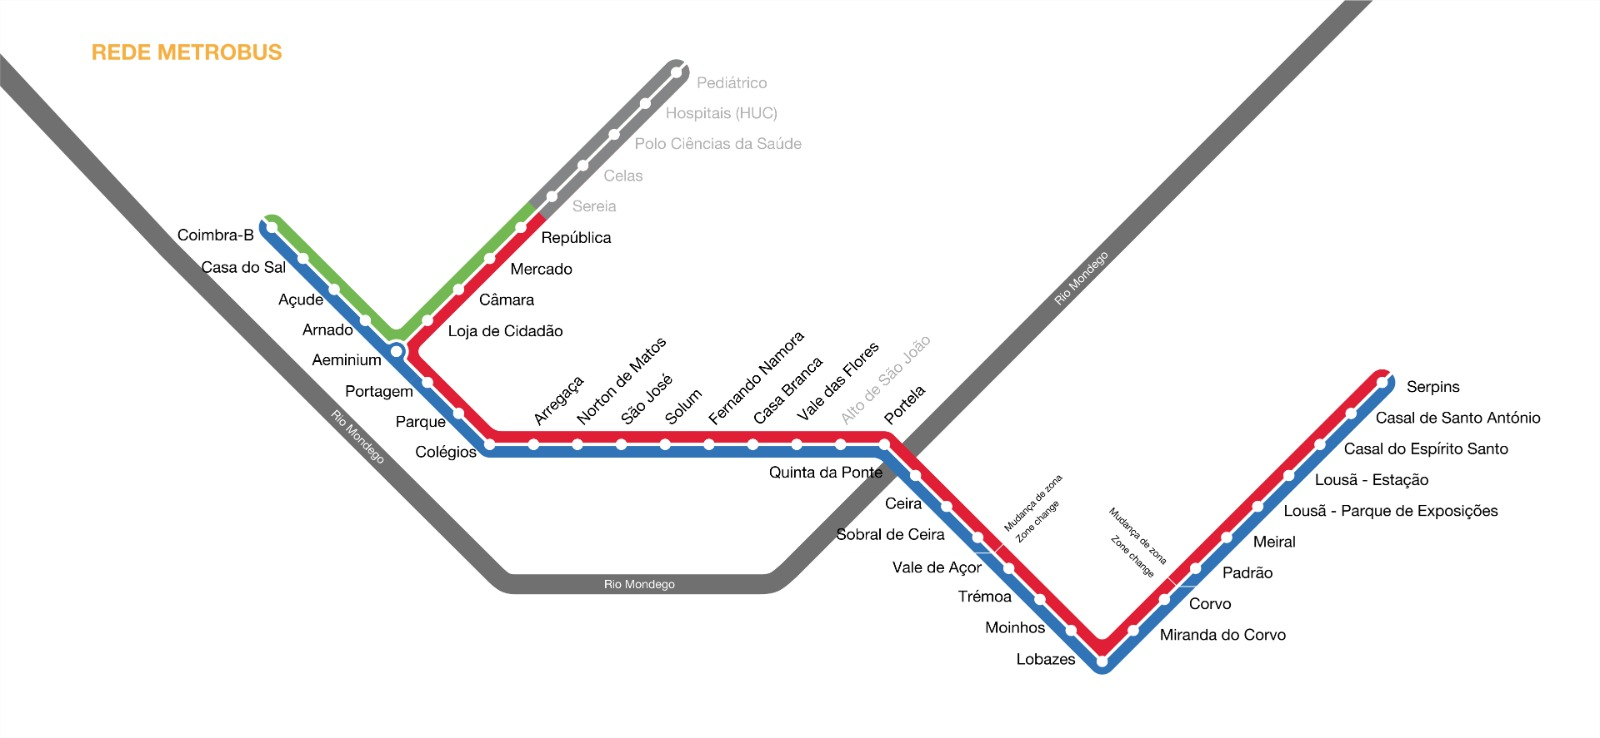 REDE METROBUS
Pediátrico
Hospitais (HUC)
Polo Ciências da Saúde
Celas
Sereia
República
Mercado
Câmara
Loja de Cidadão
Coimbra-B
Casa do Sal
Açude
Arnado
Aeminium
Portagem
Parque
Colégios
Arregaça
Norton de Matos
São José
Solum
Fernando Namora
Casa Branca
Vale das Flores
Alto de São João
Portela
Quinta da Ponte
Ceira
Sobral de Ceira
Vale de Açor
Trémoa
Moinhos
Lobazes
Mudança de zona
Zone change
Mudança de zona
Zone change
Miranda do Corvo
Corvo
Padrão
Meiral
Lousã - Parque de Exposições
Lousã - Estação
Casal do Espírito Santo
Casal de Santo António
Serpins
Rio Mondego
Rio Mondego
Rio Mondego